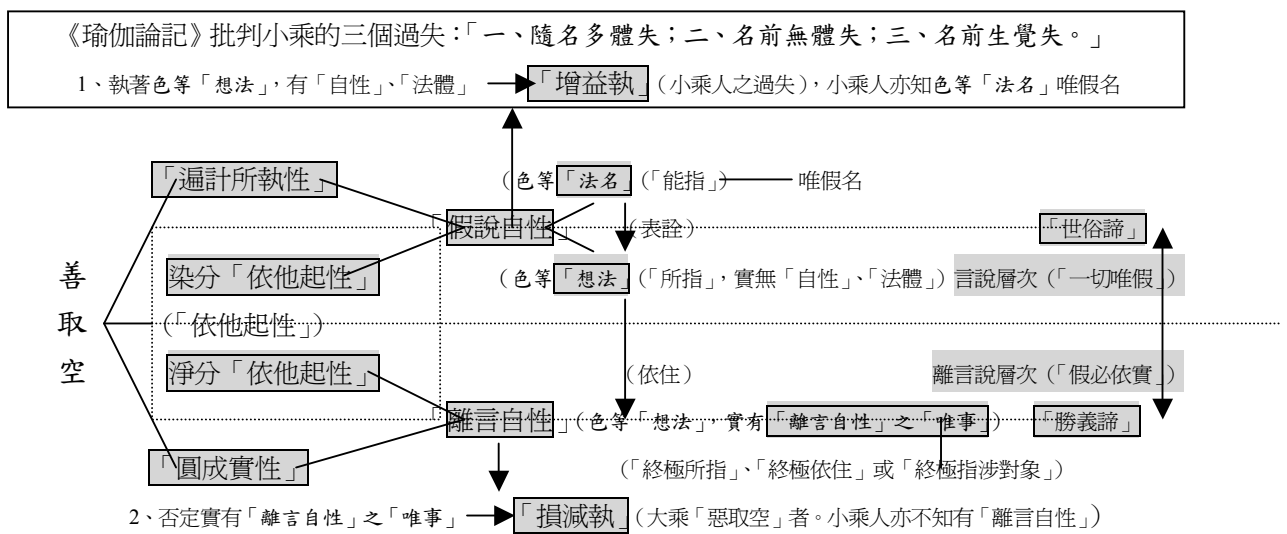 《瑜伽論記》批判小乘的三個過失：「一、隨名多體失；二、名前無體失；三、名前生覺失。」
1、執著色等「想法」，有「自性」、「法體」 「增益執」（小乘人之過失），小乘人亦知色等「法名」唯假名
「遍計所執性」 （色等「法名」（「能指」） 唯假名
「假說自性」 （表詮） 「世俗諦」
染分「依他起性」 （色等「想法」（「所指」，實無「自性」、「法體」） 言說層次（「一切唯假」）
善取空 （「依他起性」）
淨分「依他起性」 （依住） 離言說層次（「假必依實」）
「離言自性」（色等「想法」，實有「離言自性」之「唯事」） 「勝義諦」
「圓成實性」 （「終極所指」、「終極依住」或「終極指涉對象」）
2、否定實有「離言自性」之「唯事」 「損減執」（大乘「惡取空」者。小乘人亦不知有「離言自性」）